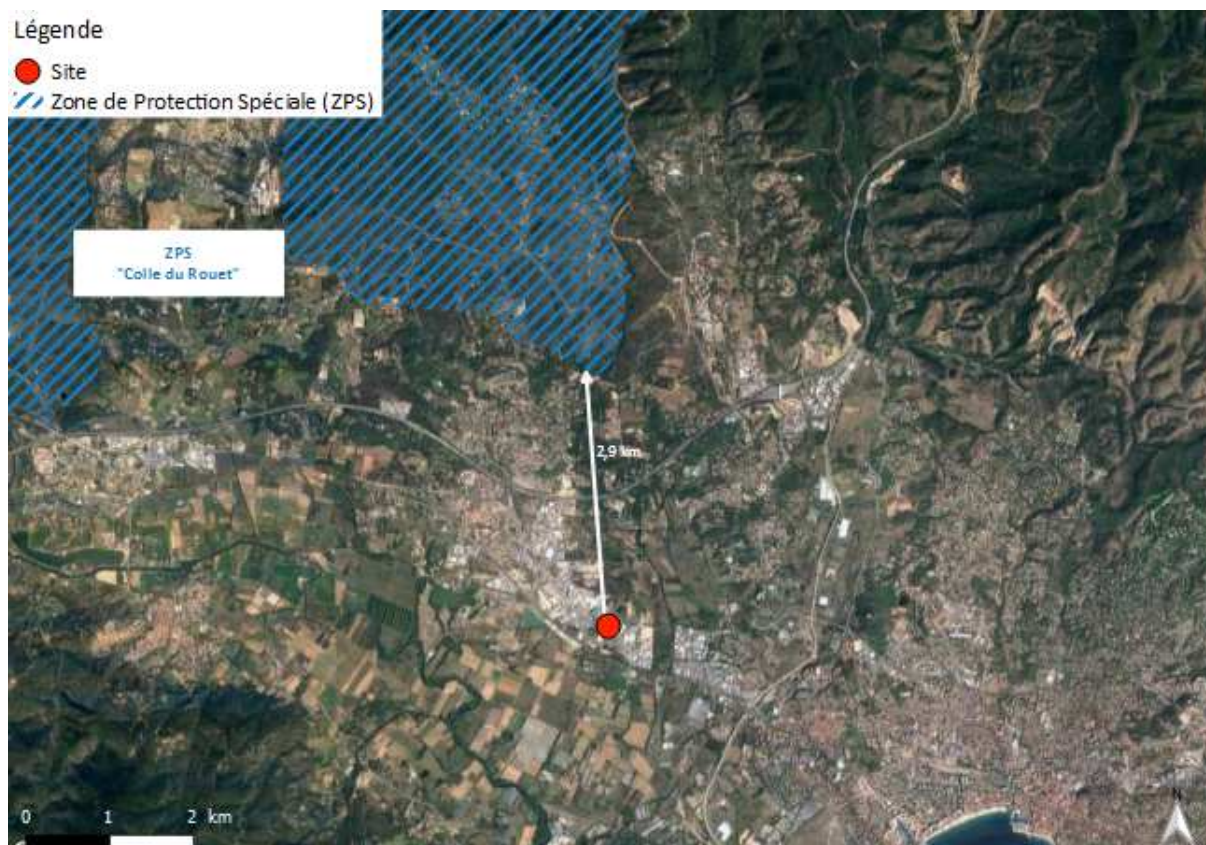 Légende
Site
Zone de Protection Spéciale (ZPS)
ZPS
"Colle du Rouet"
2,9 km
0 1 2 km
N